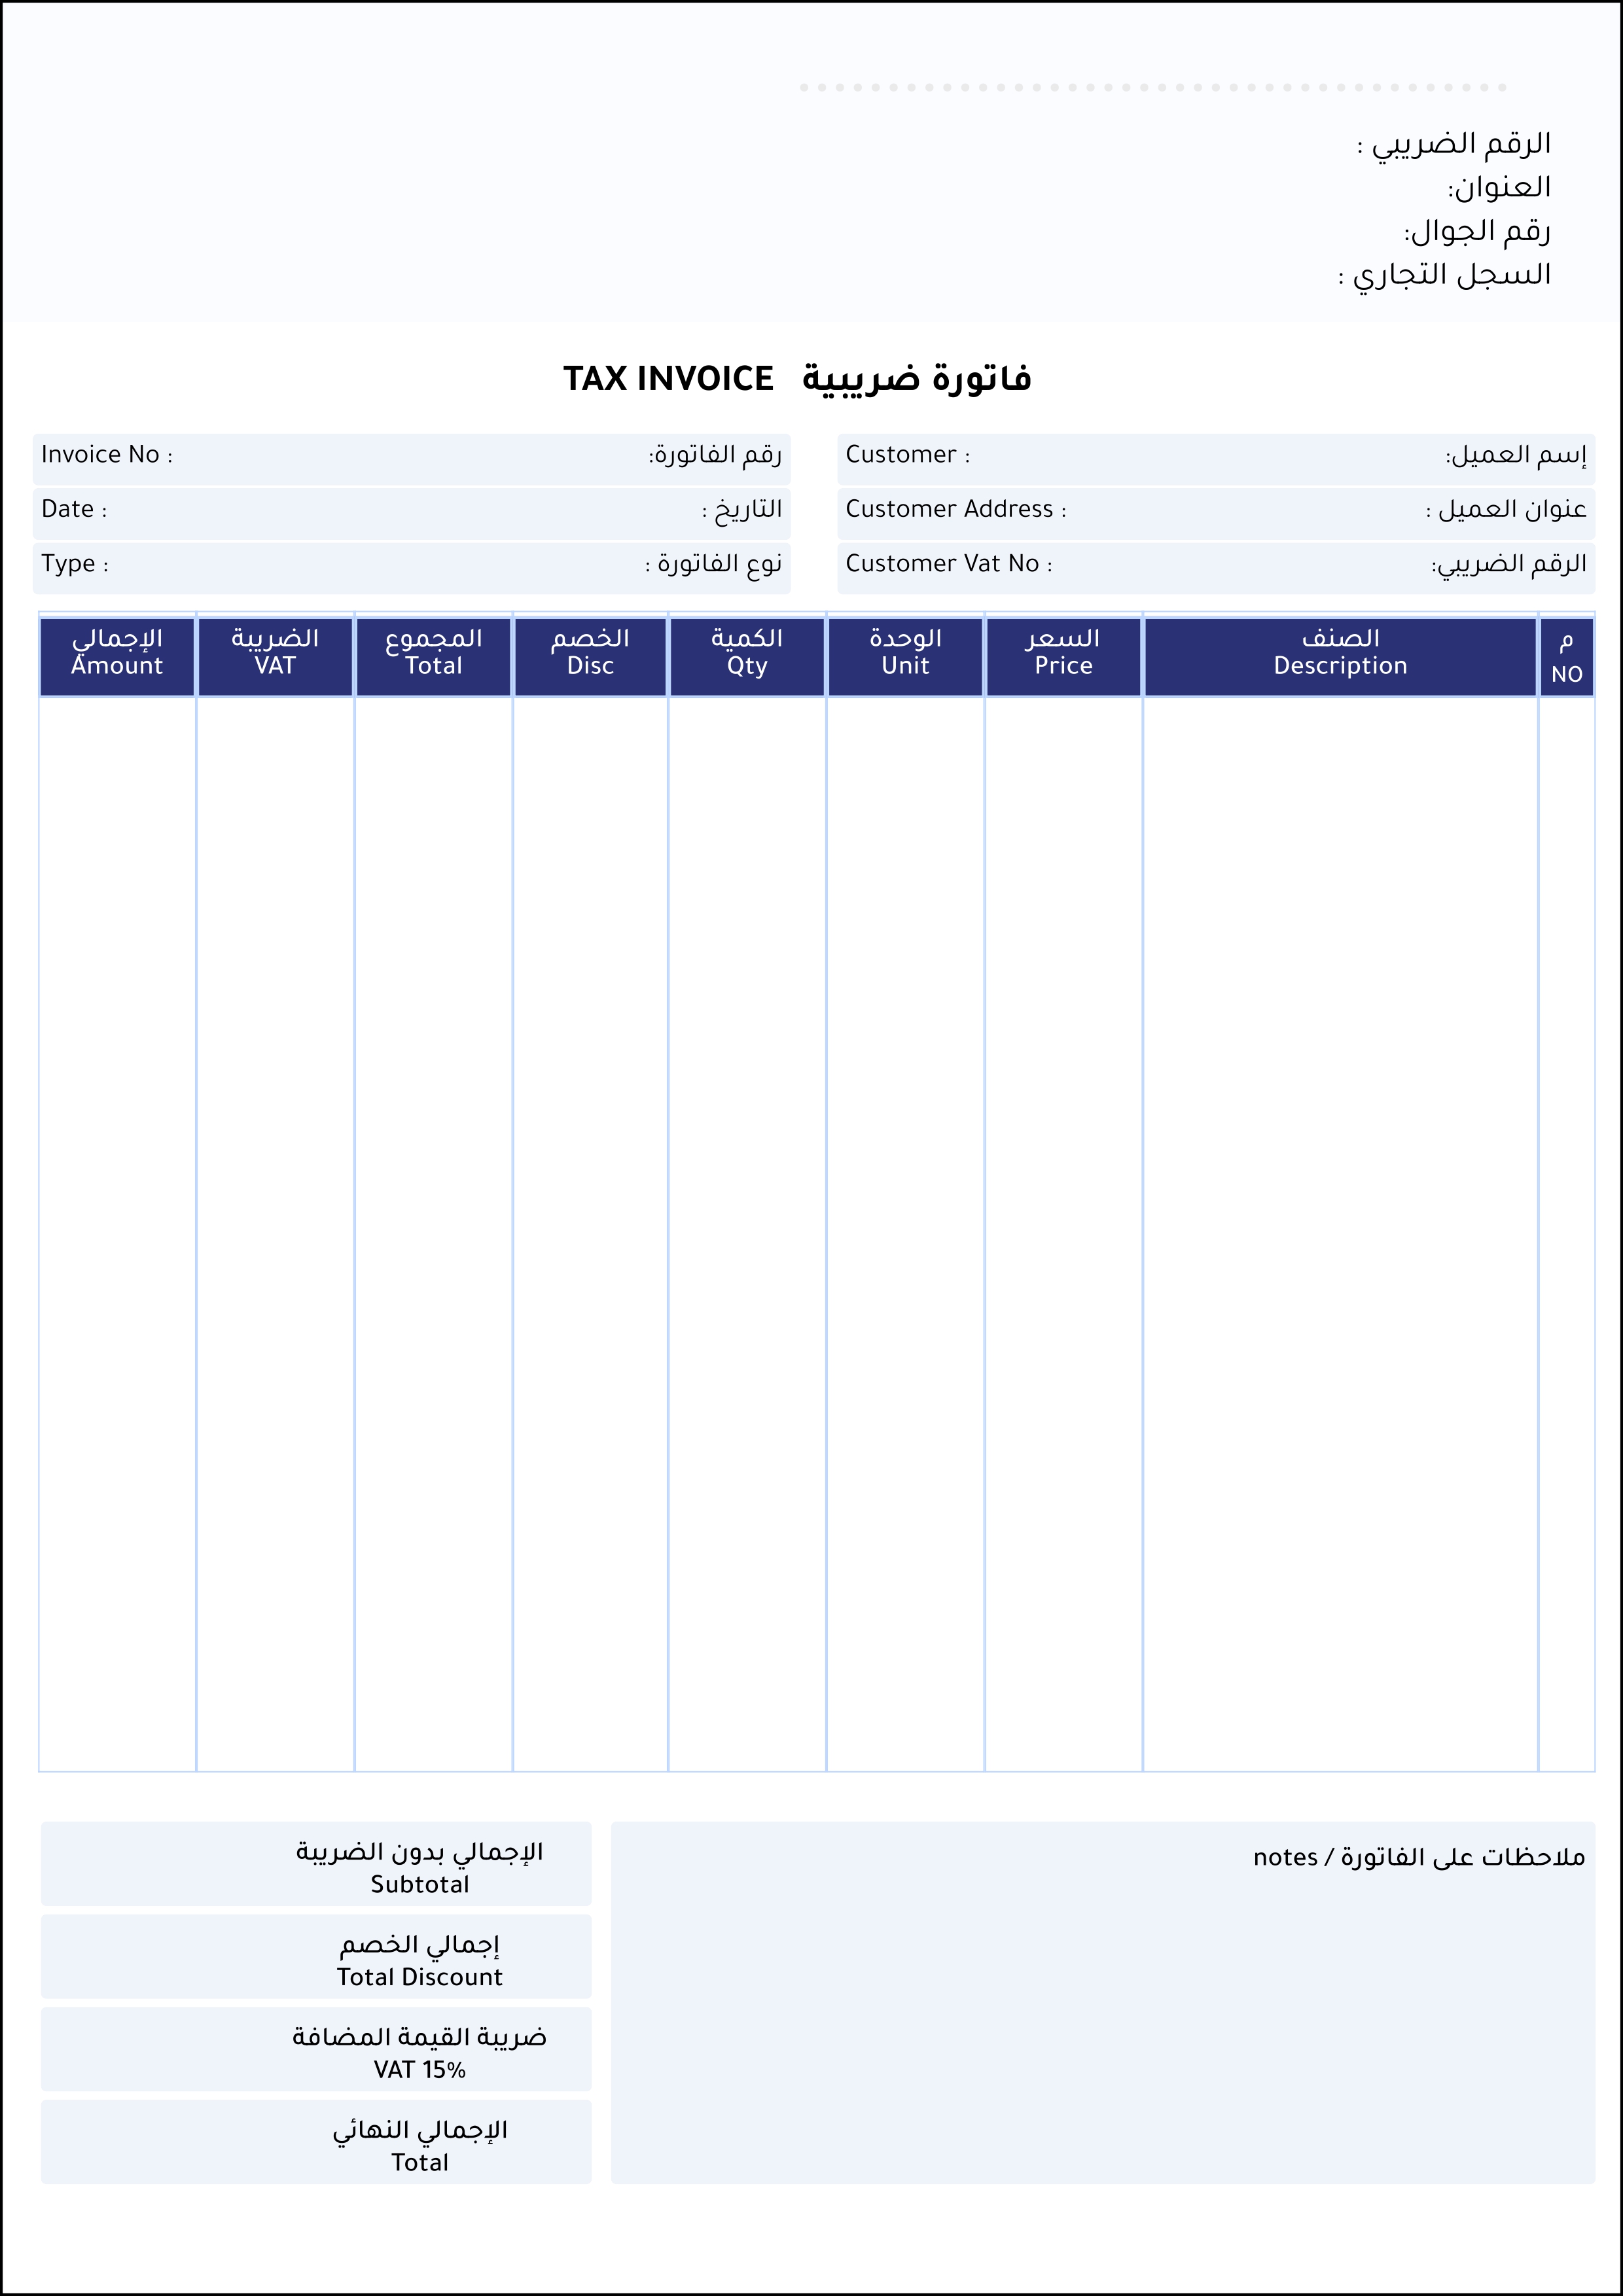 الرقم الضريبي :
العنوان:
رقم الجوال:
السجل التجاري :
فاتورة ضريبية TAX INVOICE
إسم العميل: Customer :
رقم الفاتورة: Invoice No :
عنوان العميل : Customer Address :
التاريخ : Date :
الرقم الضريبي: Customer Vat No :
نوع الفاتورة : Type :
م الصنف السعر الوحدة الكمية الخصم المجموع الضريبة الإجمالي
NO Description Price Unit Qty Disc Total VAT Amount
ملاحظات على الفاتورة / notes
الإجمالي بدون الضريبة
Subtotal
إجمالي الخصم
Total Discount
ضريبة القيمة المضافة
VAT 15%
الإجمالي النهائي
Total